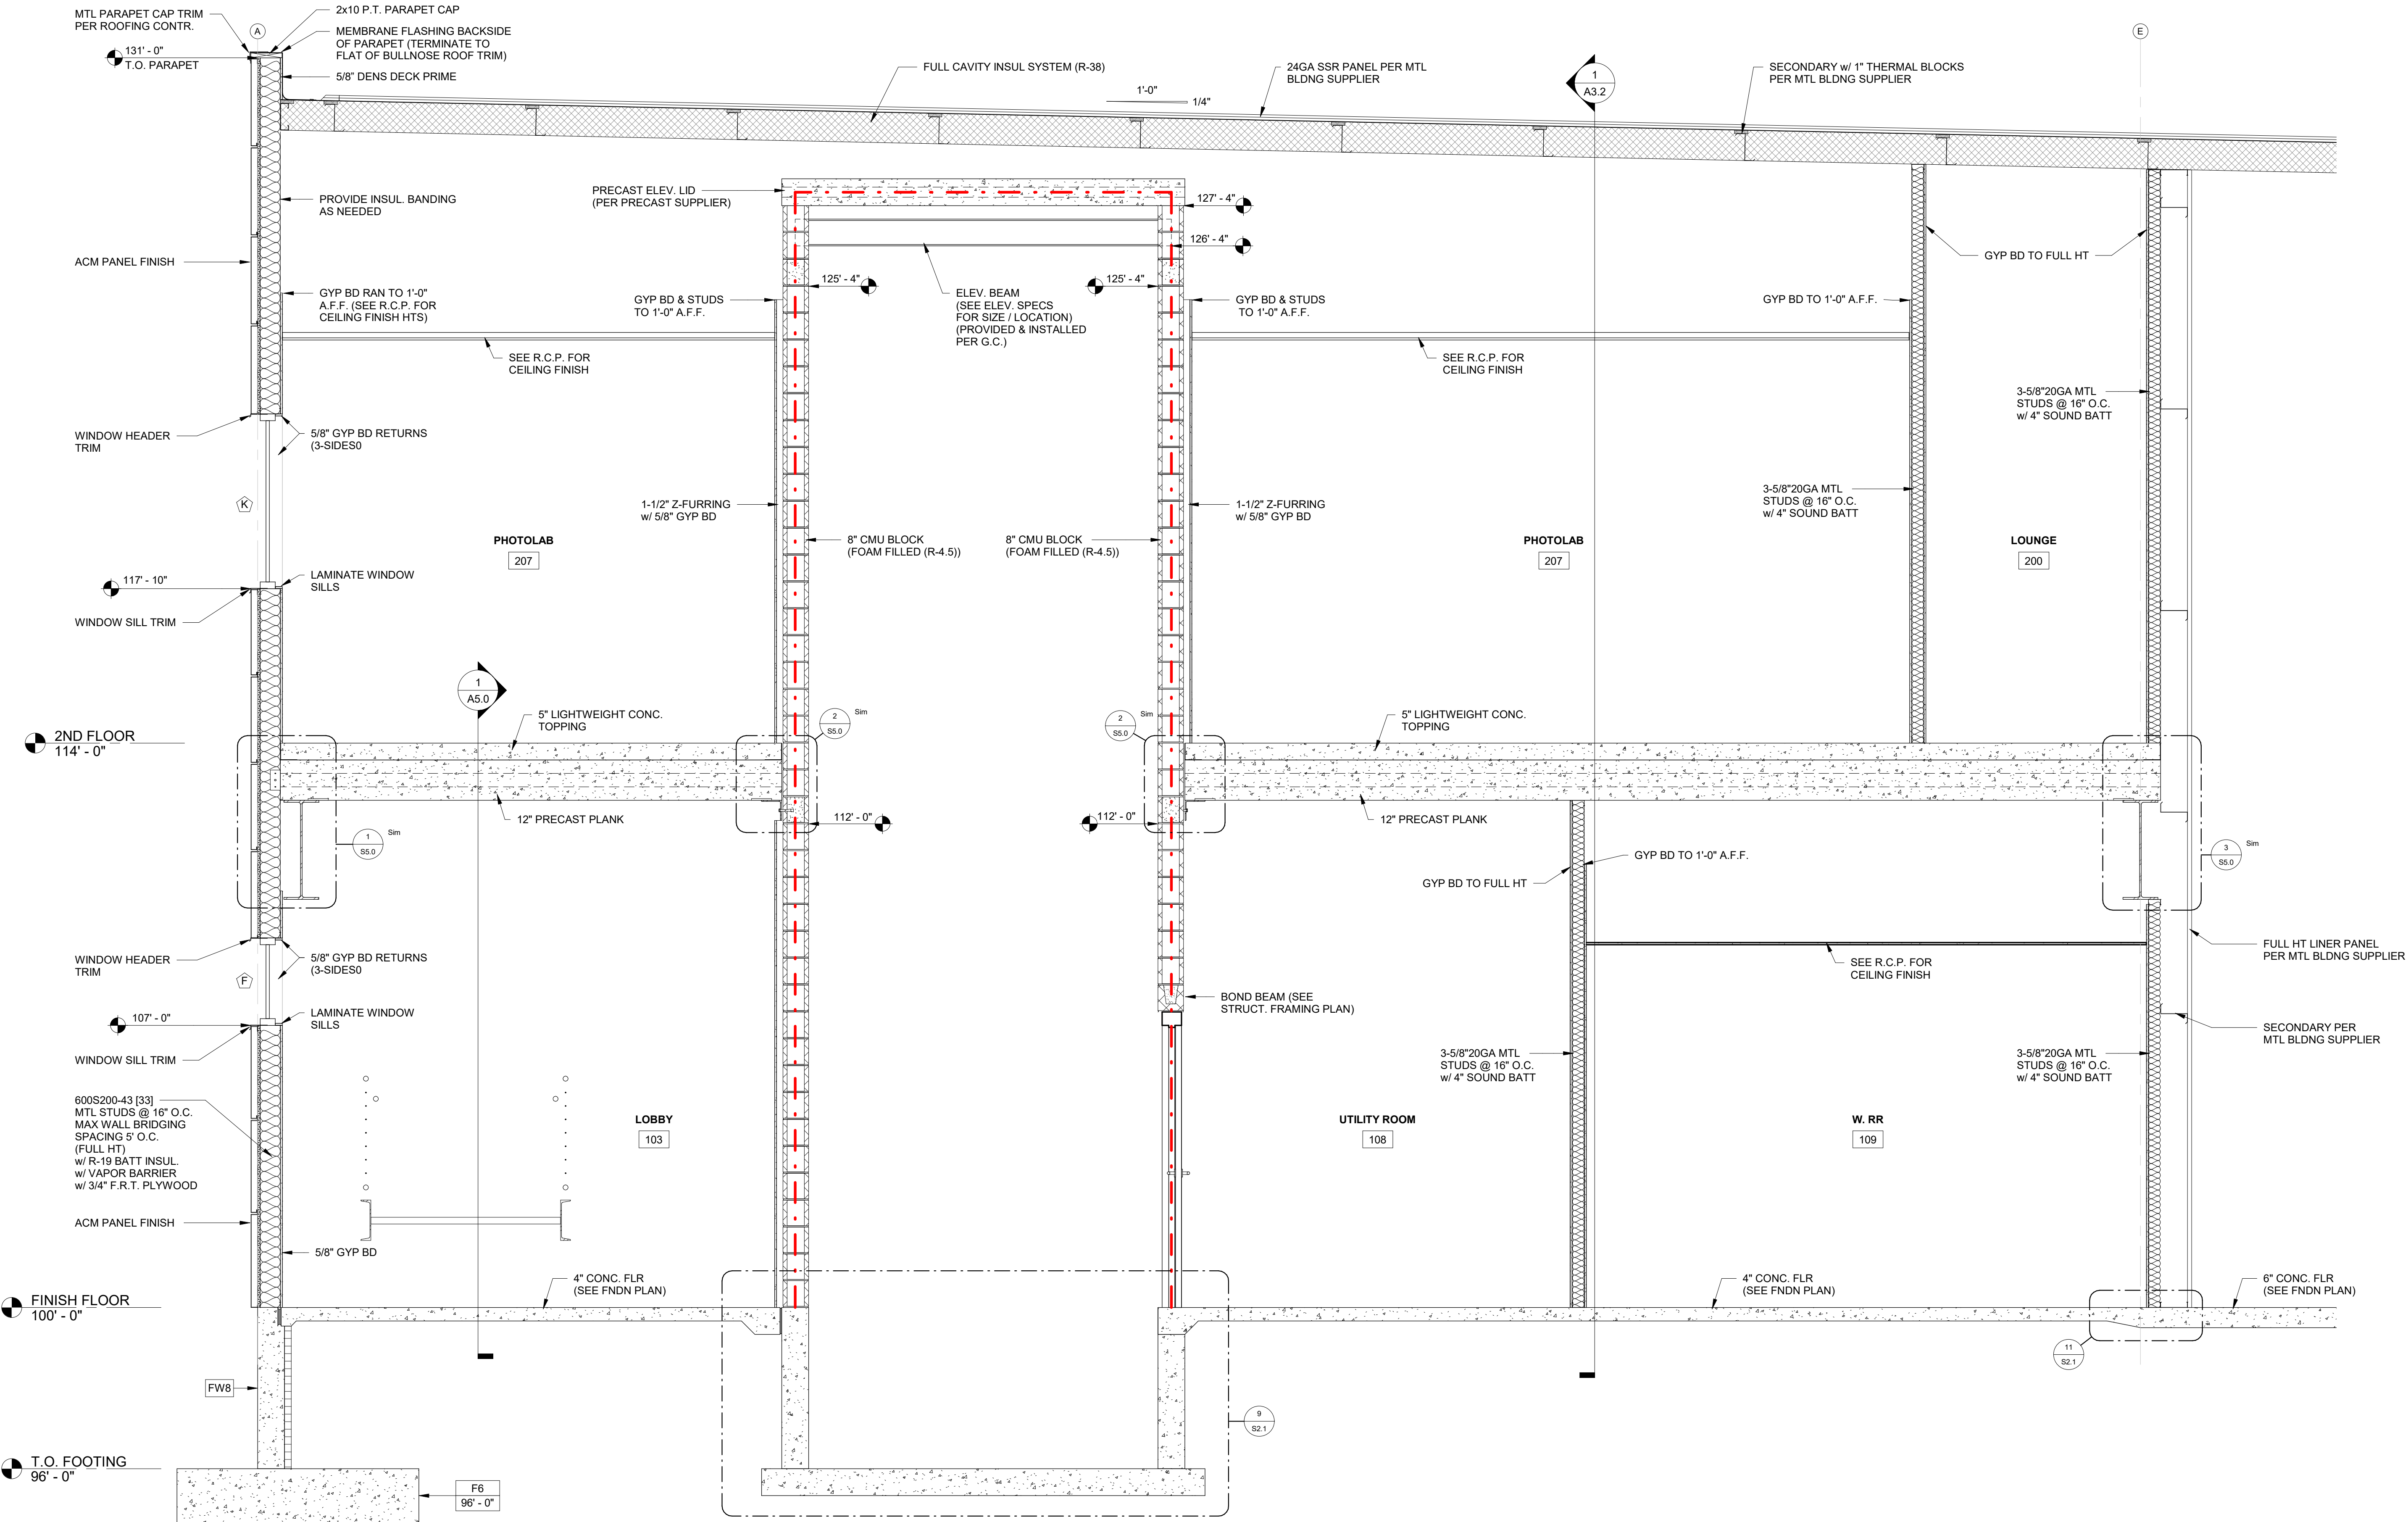 MTL PARAPET CAP TRIM
PER ROOFING CONTR.
2x10 P.T. PARAPET CAP
A
MEMBRANE FLASHING BACKSIDE
OF PARAPET (TERMINATE TO
FLAT OF BULLNOSE ROOF TRIM)
131' - 0"
T.O. PARAPET
5/8" DENS DECK PRIME
FULL CAVITY INSUL SYSTEM (R-38)
1'-0"
1/4"
24GA SSR PANEL PER MTL
BLDNG SUPPLIER
1
A3.2
SECONDARY w/ 1" THERMAL BLOCKS
PER MTL BLDNG SUPPLIER
E
PROVIDE INSUL. BANDING
AS NEEDED
PRECAST ELEV. LID
(PER PRECAST SUPPLIER)
127' - 4"
126' - 4"
ACM PANEL FINISH
GYP BD TO FULL HT
125' - 4"
125' - 4"
GYP BD RAN TO 1'-0"
A.F.F. (SEE R.C.P. FOR
CEILING FINISH HTS)
GYP BD & STUDS
TO 1'-0" A.F.F.
ELEV. BEAM
(SEE ELEV. SPECS
FOR SIZE / LOCATION)
(PROVIDED & INSTALLED
PER G.C.)
GYP BD & STUDS
TO 1'-0" A.F.F.
GYP BD TO 1'-0" A.F.F.
SEE R.C.P. FOR
CEILING FINISH
SEE R.C.P. FOR
CEILING FINISH
3-5/8"20GA MTL
STUDS @ 16" O.C.
w/ 4" SOUND BATT
WINDOW HEADER
TRIM
5/8" GYP BD RETURNS
(3-SIDES0
K
1-1/2" Z-FURRING
w/ 5/8" GYP BD
1-1/2" Z-FURRING
w/ 5/8" GYP BD
3-5/8"20GA MTL
STUDS @ 16" O.C.
w/ 4" SOUND BATT
PHOTOLAB
207
8" CMU BLOCK
(FOAM FILLED (R-4.5))
8" CMU BLOCK
(FOAM FILLED (R-4.5))
PHOTOLAB
207
LOUNGE
200
117' - 10"
LAMINATE WINDOW
SILLS
WINDOW SILL TRIM
1
A5.0
5" LIGHTWEIGHT CONC.
TOPPING
2
S5.0
Sim
2
S5.0
Sim
5" LIGHTWEIGHT CONC.
TOPPING
2ND FLOOR
114' - 0"
12" PRECAST PLANK
112' - 0"
112' - 0"
12" PRECAST PLANK
1
S5.0
Sim
GYP BD TO 1'-0" A.F.F.
GYP BD TO FULL HT
3
S5.0
Sim
WINDOW HEADER
TRIM
5/8" GYP BD RETURNS
(3-SIDES0
F
SEE R.C.P. FOR
CEILING FINISH
FULL HT LINER PANEL
PER MTL BLDNG SUPPLIER
BOND BEAM (SEE
STRUCT. FRAMING PLAN)
107' - 0"
LAMINATE WINDOW
SILLS
SECONDARY PER
MTL BLDNG SUPPLIER
WINDOW SILL TRIM
3-5/8"20GA MTL
STUDS @ 16" O.C.
w/ 4" SOUND BATT
3-5/8"20GA MTL
STUDS @ 16" O.C.
w/ 4" SOUND BATT
600S200-43 [33]
MTL STUDS @ 16" O.C.
MAX WALL BRIDGING
SPACING 5' O.C.
(FULL HT)
w/ R-19 BATT INSUL.
w/ VAPOR BARRIER
w/ 3/4" F.R.T. PLYWOOD
LOBBY
103
UTILITY ROOM
108
W. RR
109
ACM PANEL FINISH
5/8" GYP BD
4" CONC. FLR
(SEE FNDN PLAN)
4" CONC. FLR
(SEE FNDN PLAN)
6" CONC. FLR
(SEE FNDN PLAN)
FINISH FLOOR
100' - 0"
11
S2.1
FW8
9
S2.1
T.O. FOOTING
96' - 0"
F6
96' - 0"